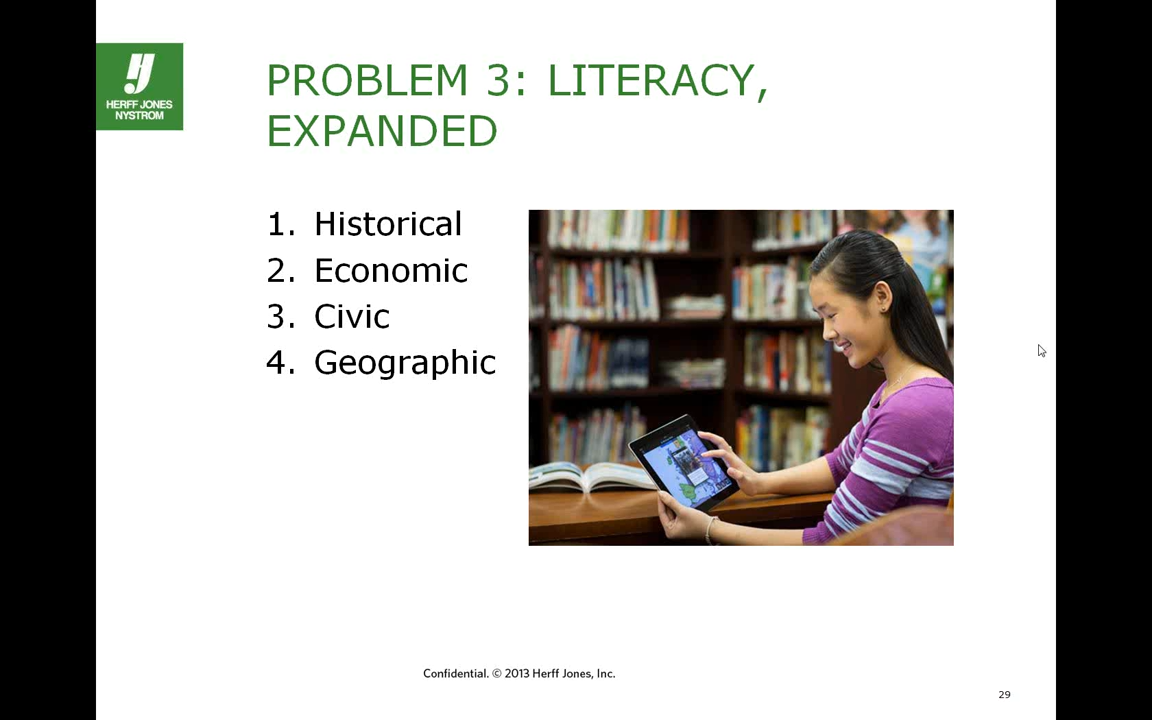 HERFF JONES
NYSTROM
PROBLEM 3: LITERACY,
EXPANDED
1. Historical
2. Economic
3. Civic
4. Geographic
Confidential. © 2013 Herff Jones, Inc.
29